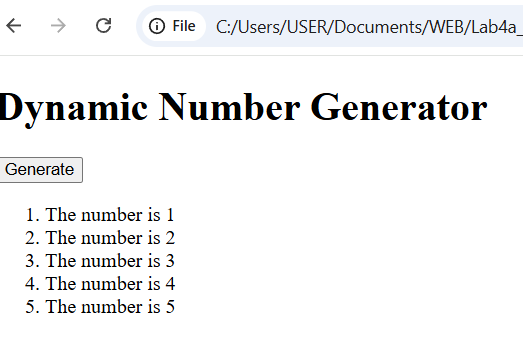 File C:/Users/USER/Documents/WEB/Lab4a_
Dynamic Number Generator
Generate
1. The number is 1
2. The number is 2
3. The number is 3
4. The number is 4
5. The number is 5